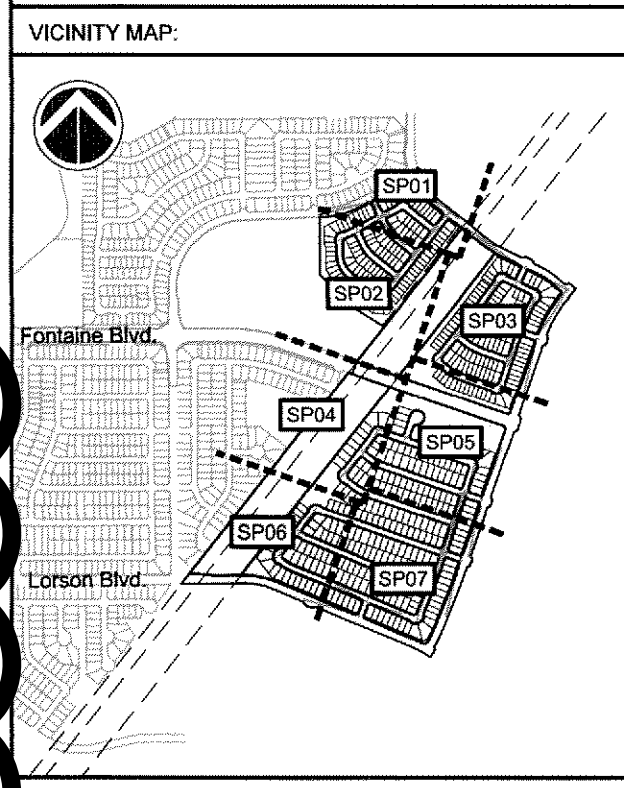 VICINITY MAP:
SP01
SP02
SP03
Fontaine Blvd.
SP04
SP05
SP06
Lorson Blvd.
SP07